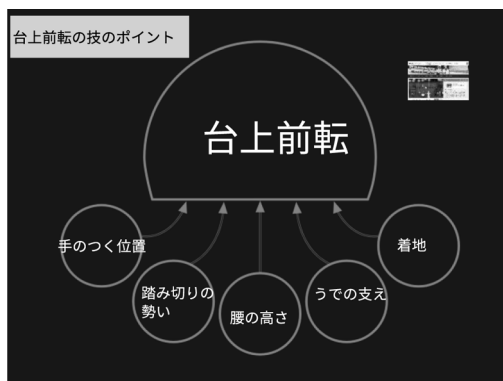 台上前転の技のポイント
台上前転
手のつく位置
踏み切りの
勢い
腰の高さ
うでの支え
着地